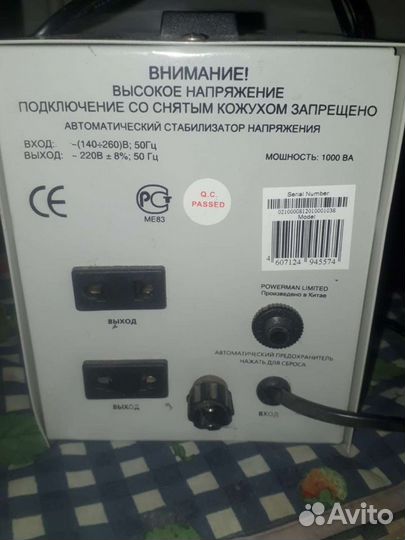 ВНИМАНИЕ!
ВЫСОКОЕ НАПРЯЖЕНИЕ
ПОДКЛЮЧЕНИЕ СО СНЯТЫМ КОЖУХОМ ЗАПРЕЩЕНО
АВТОМАТИЧЕСКИЙ СТАБИЛИЗАТОР НАПРЯЖЕНИЯ
ВХОД: ~(140÷260)В; 50Гц
ВЫХОД: ~ 220В ± 8%; 50 Гц
МОЩНОСТЬ: 1000 ВА
CE
РСТ
МЕ83
Q.C.
PASSED
Serial Number
0210000812010001038
Model
4 607124 945574
POWERMAN LIMITED
Произведено в Китае
ВЫХОД
АВТОМАТИЧЕСКИЙ ПРЕДОХРАНИТЕЛЬ
НАЖАТЬ ДЛЯ СБРОСА
ВЫХОД
ВХОД
Avito